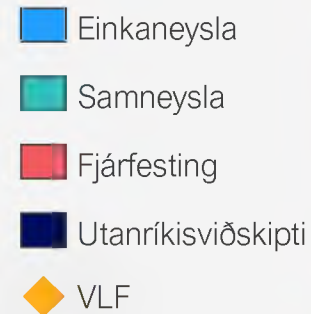 Einkaneysla
Samneysla
Fjárfesting
Utanríkisviðskipti
VLF